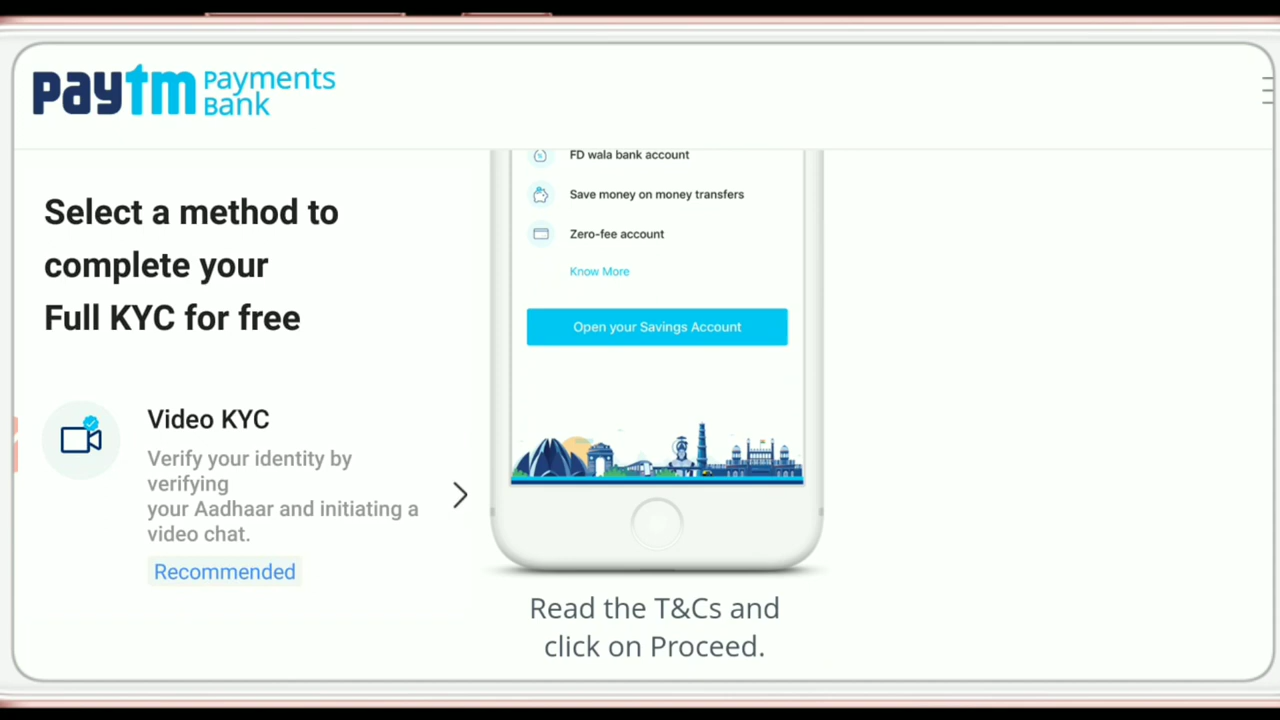 paytm Payments
Bank
Select a method to
complete your
Full KYC for free
Video KYC
Verify your identity by
verifying
your Aadhaar and initiating a
video chat.
Recommended
FD wala bank account
Save money on money transfers
Zero-fee account
Know More
Open your Savings Account
Read the T&Cs and
click on Proceed.